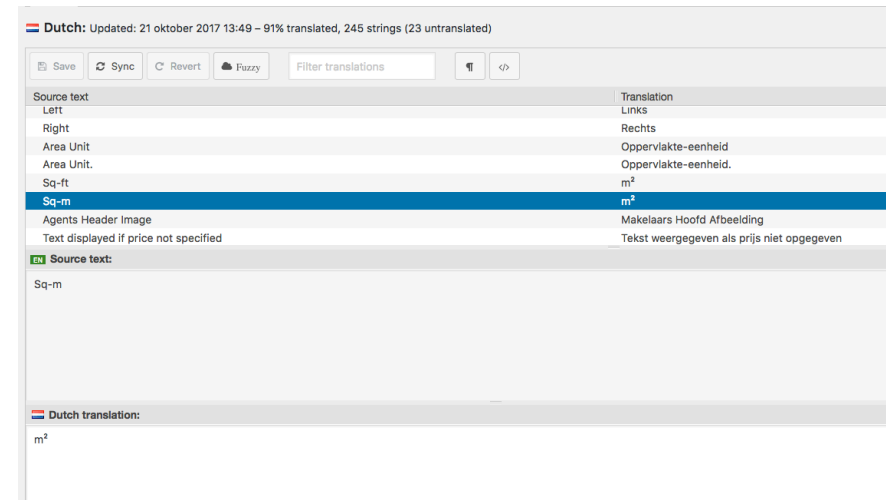 Dutch: Updated: 21 oktober 2017 13:49 – 91% translated, 245 strings (23 untranslated)
Save Sync Revert Fuzzy Filter translations ¶ </>
Source text Translation
Left Links
Right Rechts
Area Unit Oppervlakte-eenheid
Area Unit. Oppervlakte-eenheid.
Sq-ft m²
Sq-m m²
Agents Header Image Makelaars Hoofd Afbeelding
Text displayed if price not specified Tekst weergegeven als prijs niet opgegeven
EN Source text:
Sq-m
Dutch translation:
m²